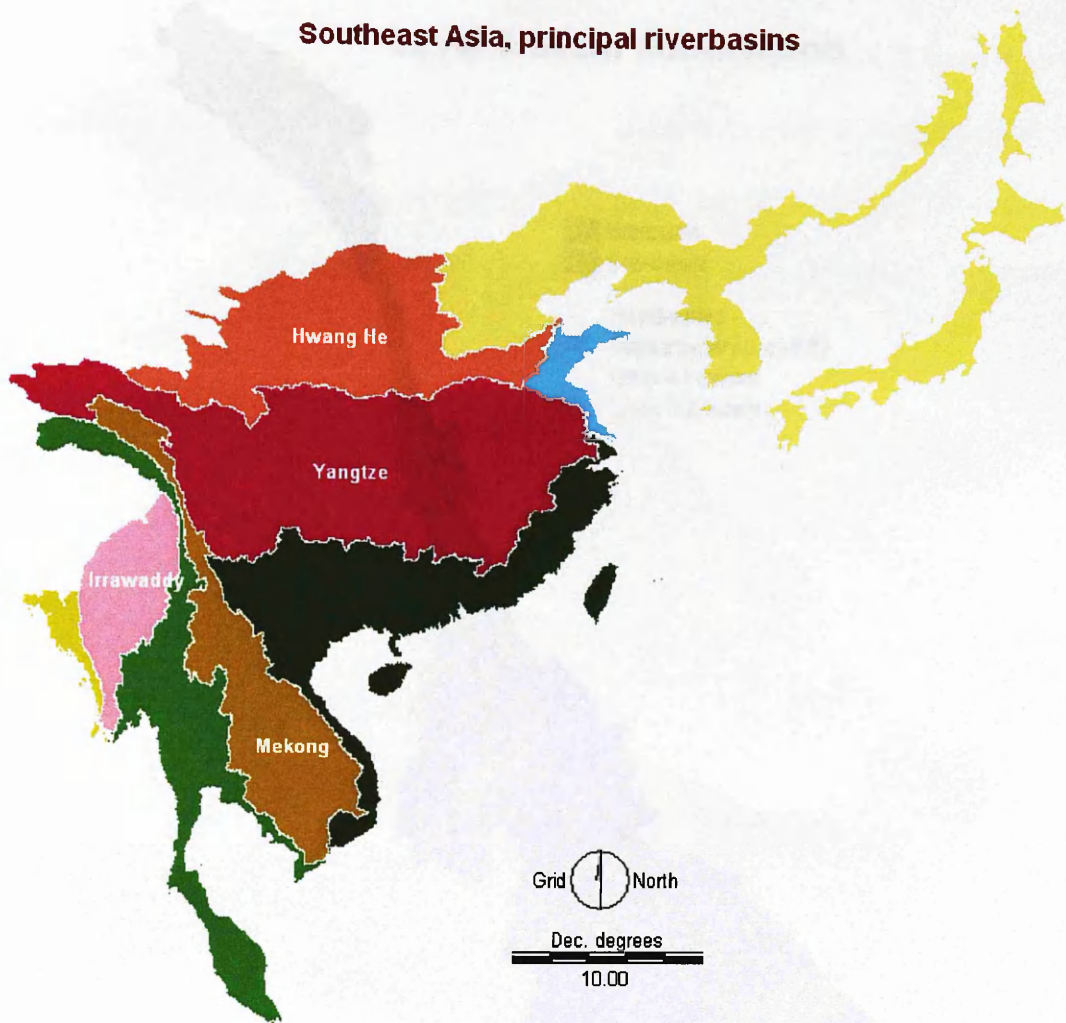 Southeast Asia, principal riverbasins
Hwang He
Yangtze
Irrawaddy
Mekong
Grid North
Dec. degrees
10.00